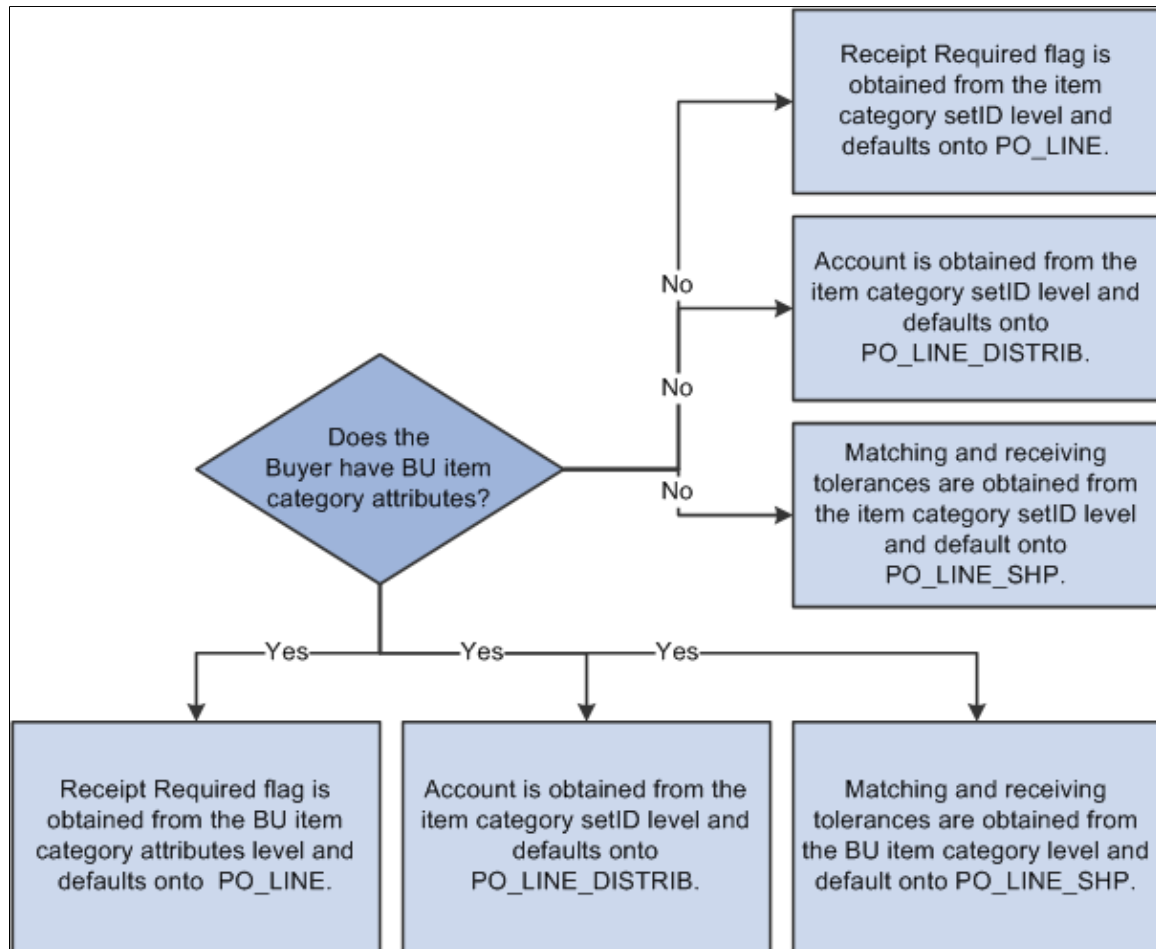 Receipt Required flag is
obtained from the item
category setID level and
defaults onto PO_LINE.
No
Account is obtained from the
item category setID level and
defaults onto
PO_LINE_DISTRIB.
No
Does the
Buyer have BU item
category attributes?
Matching and receiving
tolerances are obtained from
the item category setID level
and default onto
PO_LINE_SHP.
No
Yes
Yes
Yes
Receipt Required flag is
obtained from the BU item
category attributes level and
defaults onto PO_LINE.
Account is obtained from the
item category setID level and
defaults onto
PO_LINE_DISTRIB.
Matching and receiving
tolerances are obtained from
the BU item category level and
default onto PO_LINE_SHP.